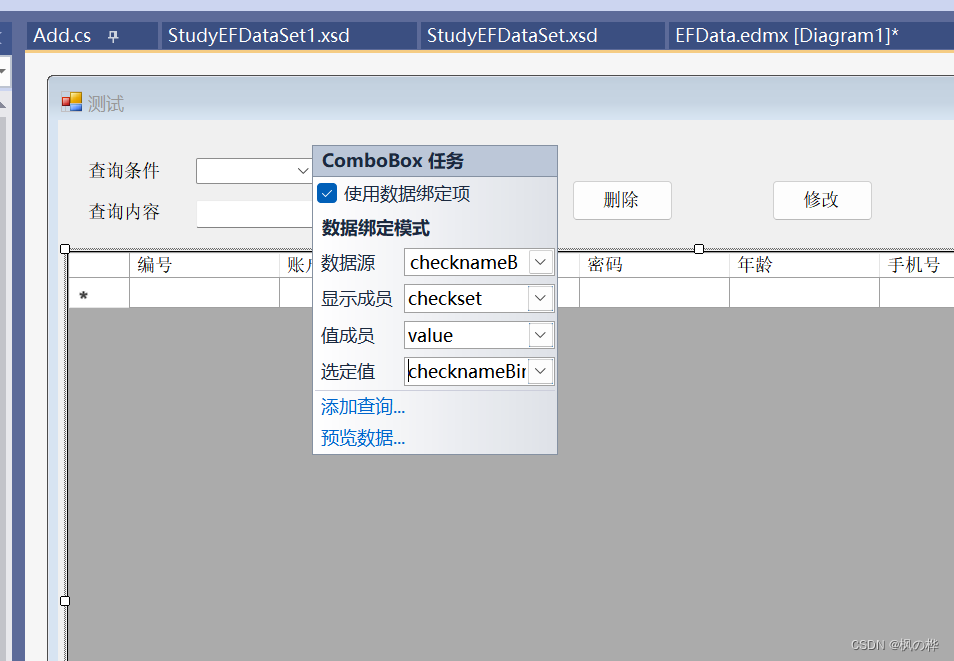 Add.cs
StudyEFDataSet1.xsd
StudyEFDataSet.xsd
EFData.edmx [Diagram1]*
测试
查询条件
查询内容
ComboBox 任务
使用数据绑定项
数据绑定模式
数据源 checknameB
显示成员 checkset
值成员 value
选定值 checknameBin
添加查询...
预览数据...
删除
修改
编号
密码
年龄
手机号
*
CSDN @枫の桦